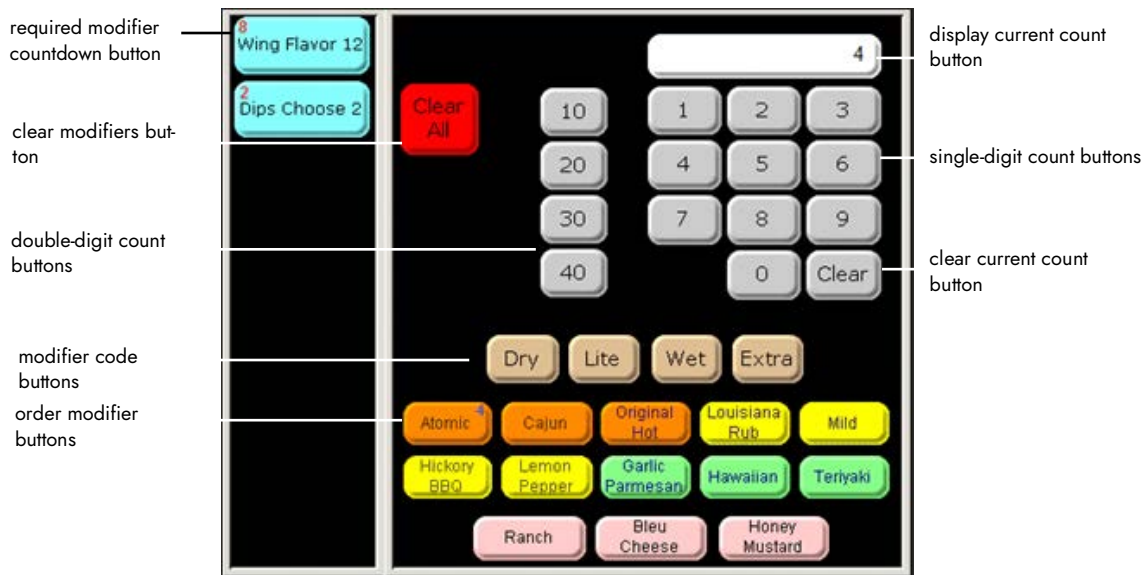 required modifier
countdown button
8
Wing Flavor 12
2
Dips Choose 2
clear modifiers but-
ton
double-digit count
buttons
modifier code
buttons
order modifier
buttons
4
display current count
button
Clear
All
10
1
2
3
20
4
5
6
single-digit count buttons
30
7
8
9
40
0
Clear
clear current count
button
Dry
Lite
Wet
Extra
Atomic
4
Cajun
Original
Hot
Louisiana
Rub
Mild
Hickory
BBQ
Lemon
Pepper
Garlic
Parmesan
Hawaiian
Teriyaki
Ranch
Bleu
Cheese
Honey
Mustard